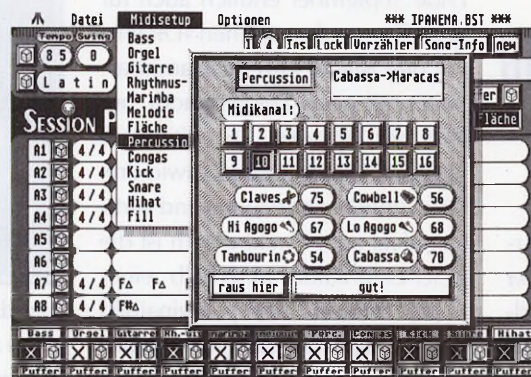 Datei Midisetup Optionen *** IPANEMA.BST ***
Tempo Swing
85 0
Latin
SESSION P
Bass
Orgel
Gitarre
Rhythmus-
Marimba
Melodie
Fläche
Percussion
Congas
Kick
Snare
Hihat
Fill
1 4 Ins Lock Vorzähler Song-Info new
fer
fläche
Percussion
Cabassa->Maracas
Midikanal:
1 2 3 4 5 6 7 8
9 10 11 12 13 14 15 16
Claves 75 Cowbell 56
Hi Agogo 67 Lo Agogo 68
Tambourin 54 Cabassa 70
raus hier gut!
A1 4/4
A2 4/4
A3 4/4
A4 4/4
A5
A6
A7 4/4 F△ F△
A8 4/4 F#△
Bass Orgel Gitarre Rh.-Git Marimba Perc. Congas Kick Snare Hihat
Puffer Puffer Puffer Puffer Puffer Puffer Puffer Puffer Puffer Puffer